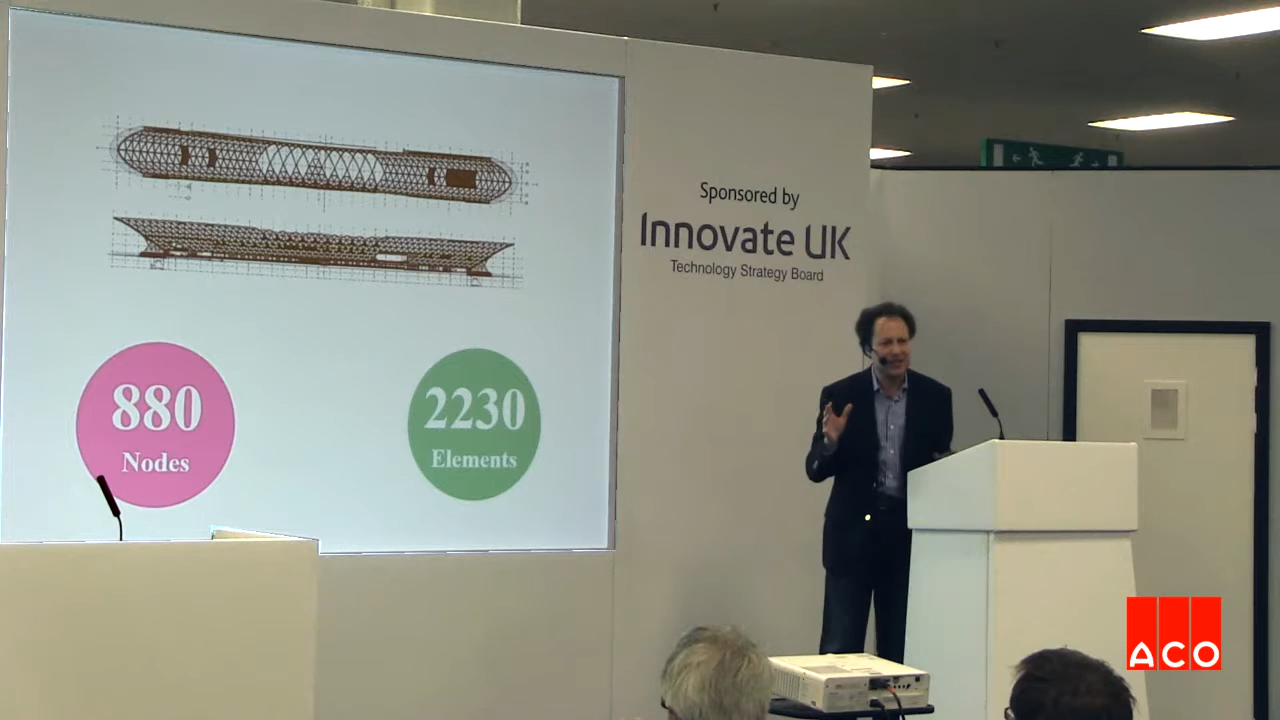 880
Nodes
2230
Elements
Sponsored by
Innovate UK
Technology Strategy Board
ACO